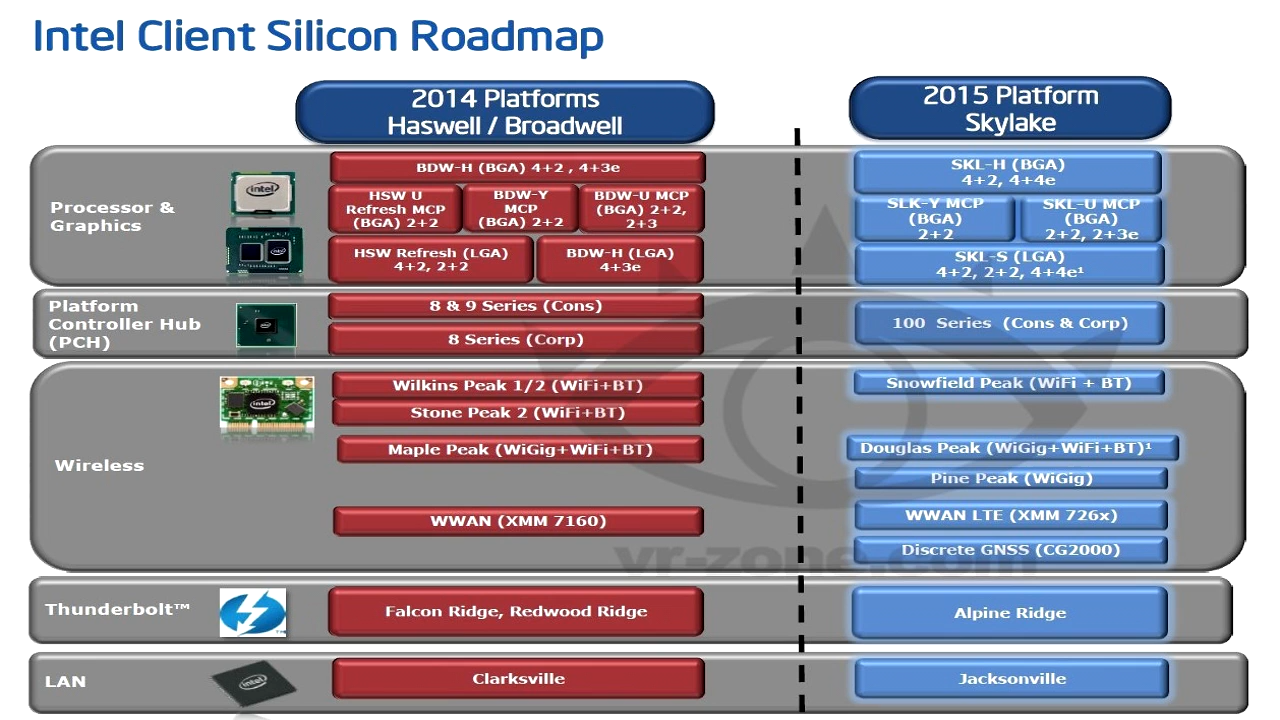 Intel Client Silicon Roadmap
2014 Platforms
Haswell / Broadwell
2015 Platform
Skylake
Processor &
Graphics
intel
BDW-H (BGA) 4+2 , 4+3e
HSW U
Refresh MCP
(BGA) 2+2
BDW-Y
MCP
(BGA) 2+2
BDW-U MCP
(BGA) 2+2,
2+3
HSW Refresh (LGA)
4+2, 2+2
BDW-H (LGA)
4+3e
SKL-H (BGA)
4+2, 4+4e
SLK-Y MCP
(BGA)
2+2
SKL-U MCP
(BGA)
2+2, 2+3e
SKL-S (LGA)
4+2, 2+2, 4+4e¹
Platform
Controller Hub
(PCH)
8 & 9 Series (Cons)
8 Series (Corp)
100 Series (Cons & Corp)
Wireless
intel
Wilkins Peak 1/2 (WiFi+BT)
Stone Peak 2 (WiFi+BT)
Maple Peak (WiGig+WiFi+BT)
WWAN (XMM 7160)
Snowfield Peak (WiFi + BT)
Douglas Peak (WiGig+WiFi+BT)¹
Pine Peak (WiGig)
WWAN LTE (XMM 726x)
Discrete GNSS (CG2000)
vr-zone.com
Thunderbolt™
Falcon Ridge, Redwood Ridge
Alpine Ridge
LAN
intel
Clarksville
Jacksonville